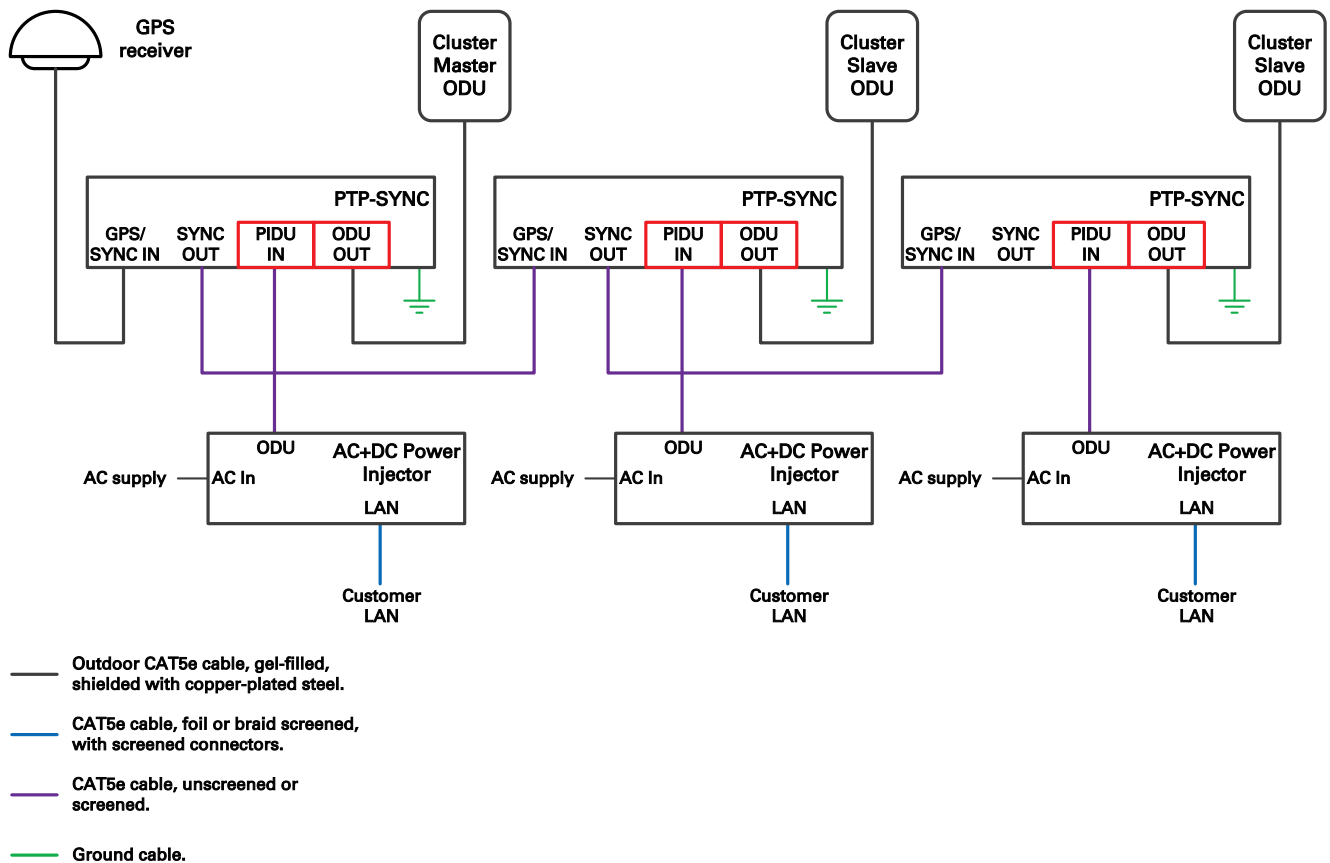 GPS
receiver
Cluster
Master
ODU
Cluster
Slave
ODU
Cluster
Slave
ODU
PTP-SYNC
GPS/
SYNC IN
SYNC
OUT
PIDU
IN
ODU
OUT
PTP-SYNC
GPS/
SYNC IN
SYNC
OUT
PIDU
IN
ODU
OUT
PTP-SYNC
GPS/
SYNC IN
SYNC
OUT
PIDU
IN
ODU
OUT
AC supply
AC In
ODU
AC+DC Power
Injector
LAN
Customer
LAN
AC supply
AC In
ODU
AC+DC Power
Injector
LAN
Customer
LAN
AC supply
AC In
ODU
AC+DC Power
Injector
LAN
Customer
LAN
Outdoor CAT5e cable, gel-filled,
shielded with copper-plated steel.
CAT5e cable, foil or braid screened,
with screened connectors.
CAT5e cable, unscreened or
screened.
Ground cable.